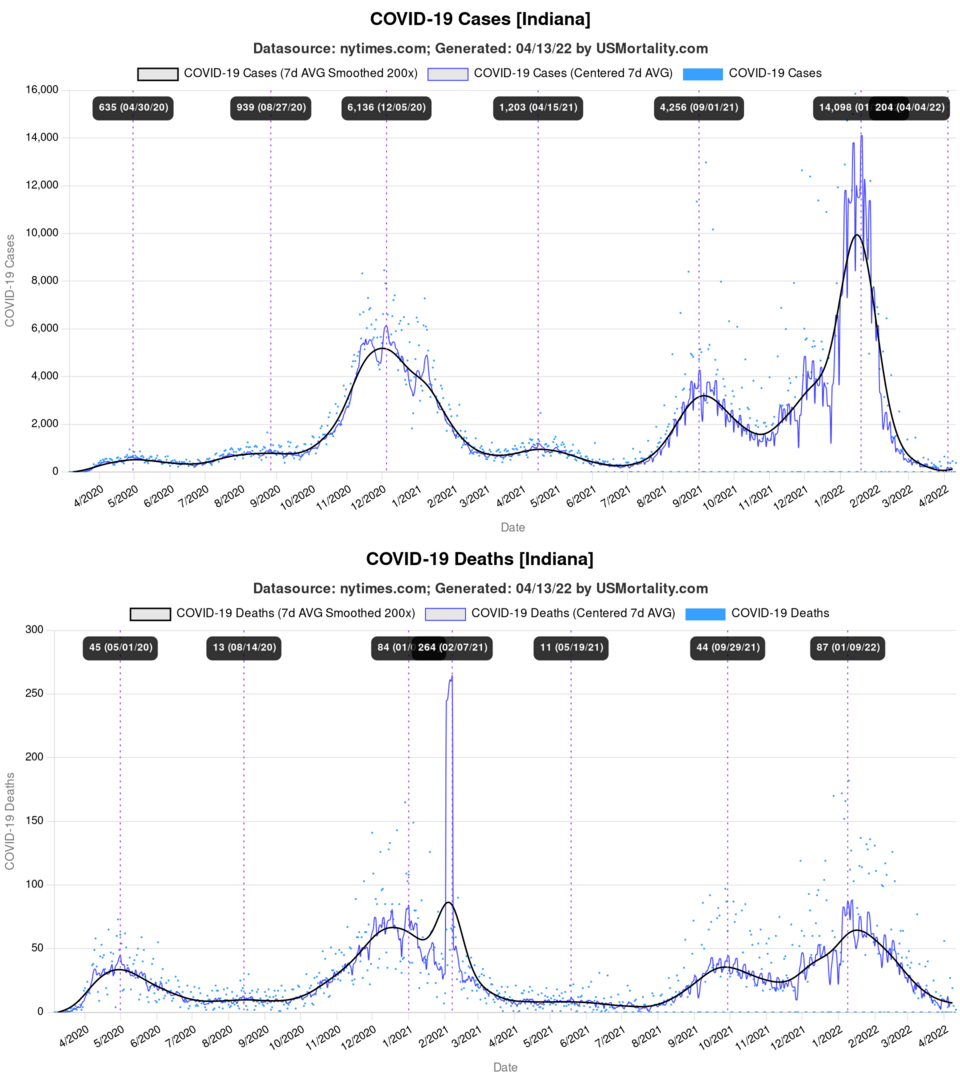 COVID-19 Cases [Indiana]
Datasource: nytimes.com; Generated: 04/13/22 by USMortality.com
COVID-19 Cases (7d AVG Smoothed 200x) COVID-19 Cases (Centered 7d AVG) COVID-19 Cases
16,000
635 (04/30/20) 939 (08/27/20) 6,136 (12/05/20) 1,203 (04/15/21) 4,256 (09/01/21) 14,098 (01 204 (04/04/22)
14,000
12,000
10,000
8,000
6,000
4,000
2,000
0
COVID-19 Cases
4/2020 5/2020 6/2020 7/2020 8/2020 9/2020 10/2020 11/2020 12/2020 1/2021 2/2021 3/2021 4/2021 5/2021 6/2021 7/2021 8/2021 9/2021 10/2021 11/2021 12/2021 1/2022 2/2022 3/2022 4/2022
Date
COVID-19 Deaths [Indiana]
Datasource: nytimes.com; Generated: 04/13/22 by USMortality.com
COVID-19 Deaths (7d AVG Smoothed 200x) COVID-19 Deaths (Centered 7d AVG) COVID-19 Deaths
300
45 (05/01/20) 13 (08/14/20) 84 (01/0 264 (02/07/21) 11 (05/19/21) 44 (09/29/21) 87 (01/09/22)
250
200
150
100
50
0
COVID-19 Deaths
4/2020 5/2020 6/2020 7/2020 8/2020 9/2020 10/2020 11/2020 12/2020 1/2021 2/2021 3/2021 4/2021 5/2021 6/2021 7/2021 8/2021 9/2021 10/2021 11/2021 12/2021 1/2022 2/2022 3/2022 4/2022
Date